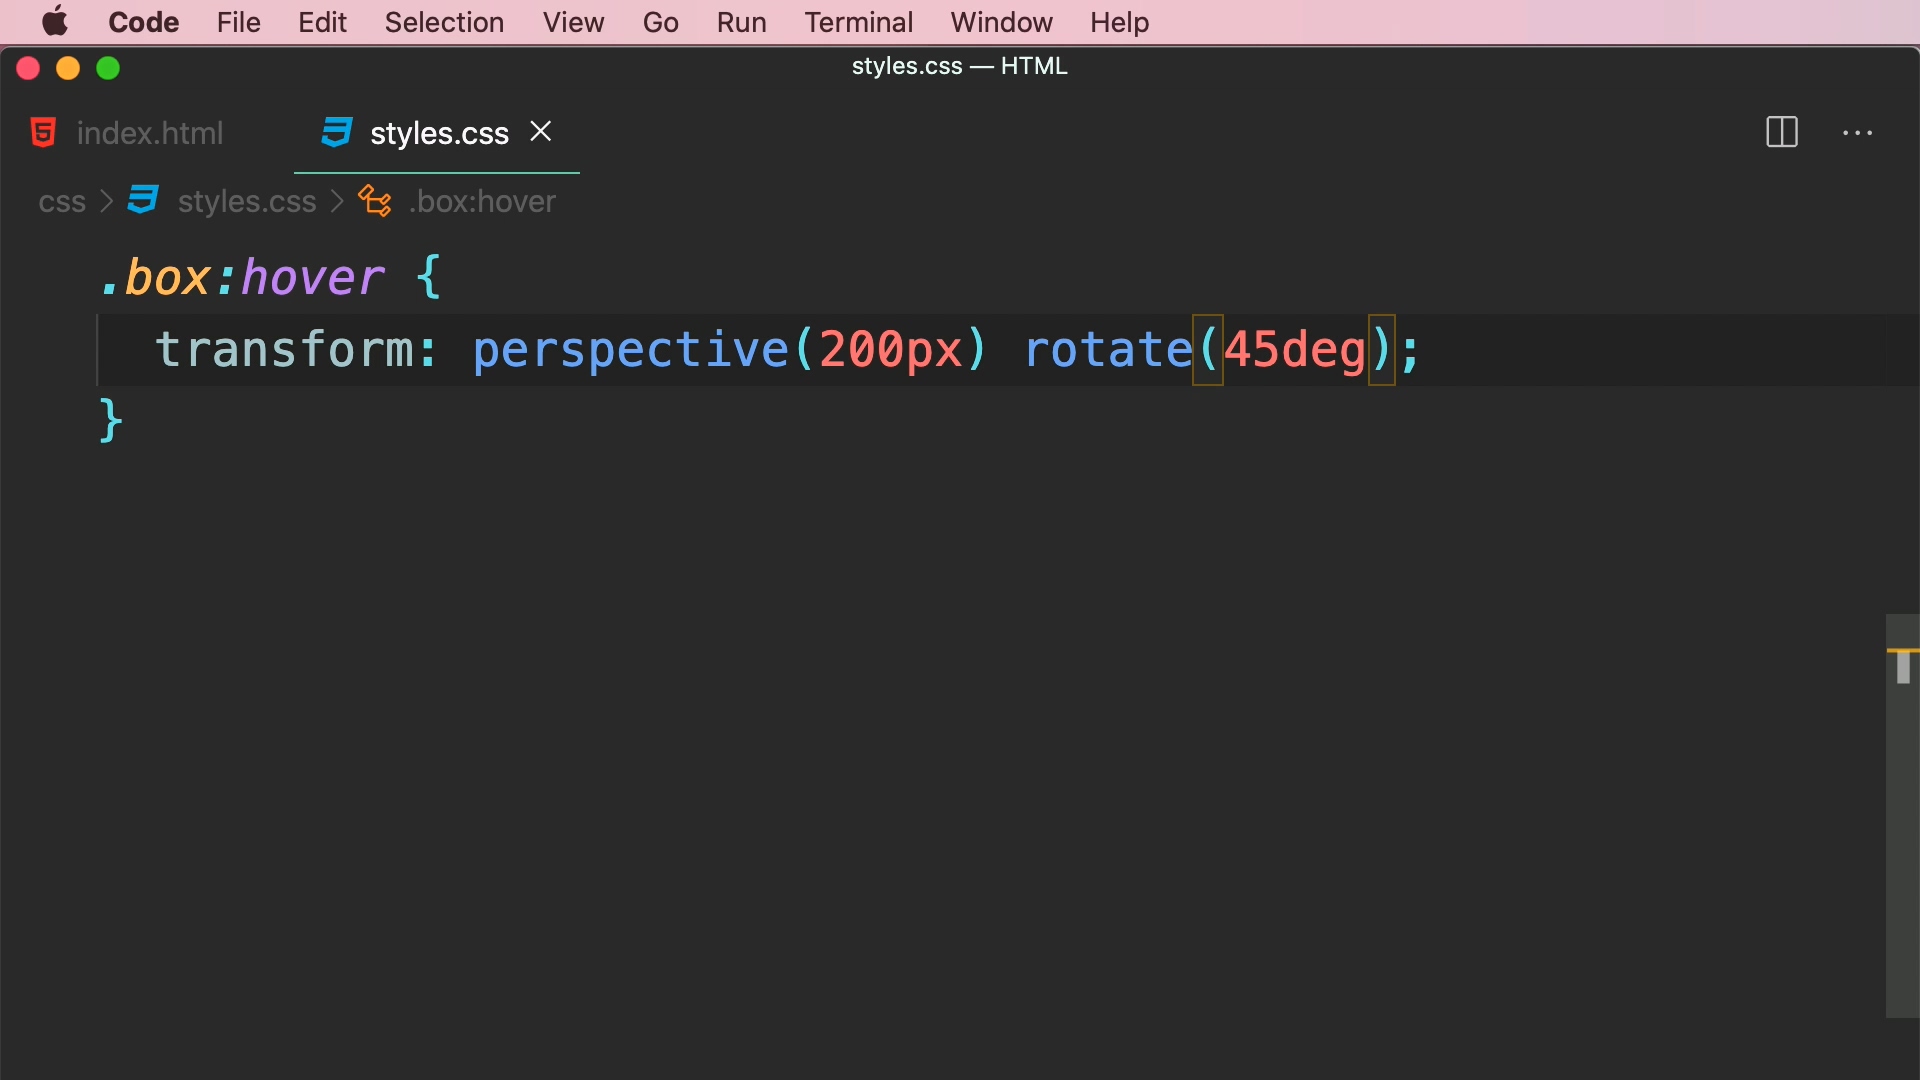 Code File Edit Selection View Go Run Terminal Window Help
styles.css — HTML
index.html styles.css
css > styles.css > .box:hover
.box:hover {
  transform: perspective(200px) rotate(45deg);
}